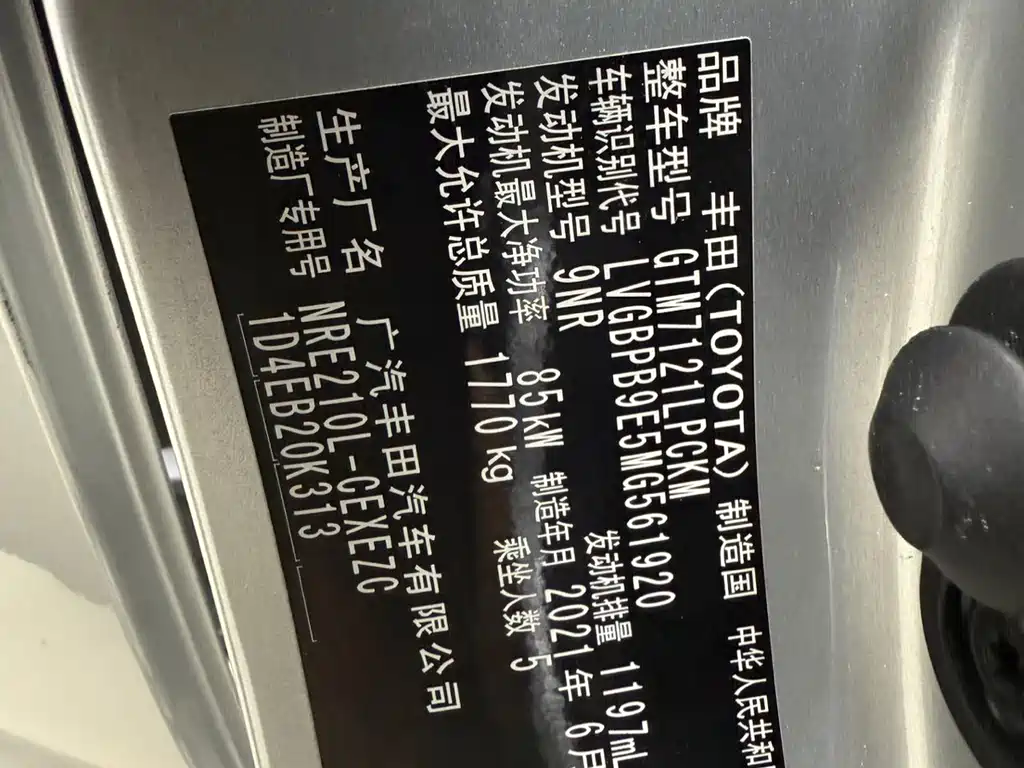 品牌 丰田(TOYOTA) 制造国 中华人民共和
整车型号 GTM7121LPCKM
车辆识别代号 LVGBPB9E5MG561920
发动机型号 9NR 发动机排量 1197mL
发动机最大净功率 85kW 制造年月 2021年 6月
最大允许总质量 1770kg 乘坐人数 5
生产厂名 广汽丰田汽车有限公司
制造厂专用号 NRE210L-CEXEZC
1D4EB20K313